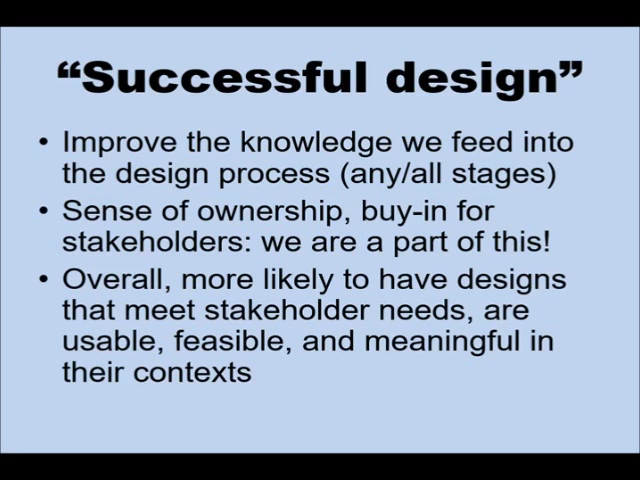 “Successful design”
• Improve the knowledge we feed into
the design process (any/all stages)
• Sense of ownership, buy-in for
stakeholders: we are a part of this!
• Overall, more likely to have designs
that meet stakeholder needs, are
usable, feasible, and meaningful in
their contexts